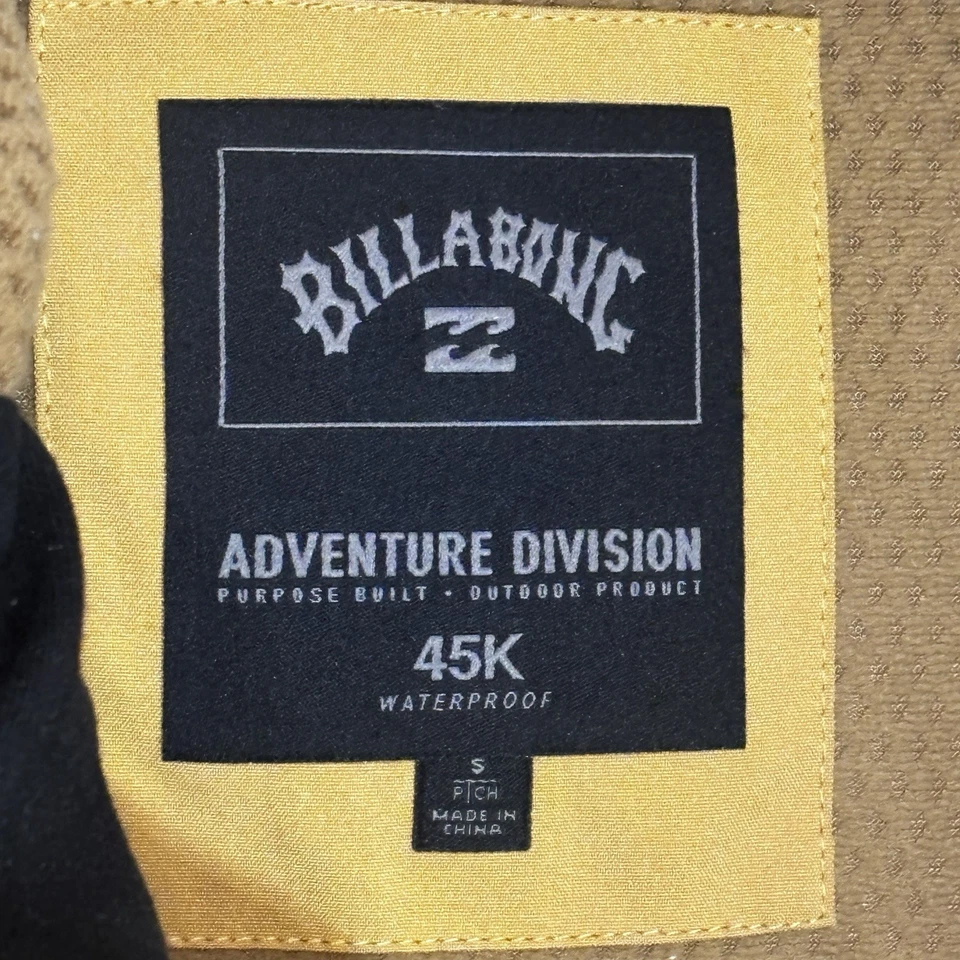 BILLABONG
ADVENTURE DIVISION
PURPOSE BUILT • OUTDOOR PRODUCT
45K
WATERPROOF
S
P|CH
MADE IN
CHINA